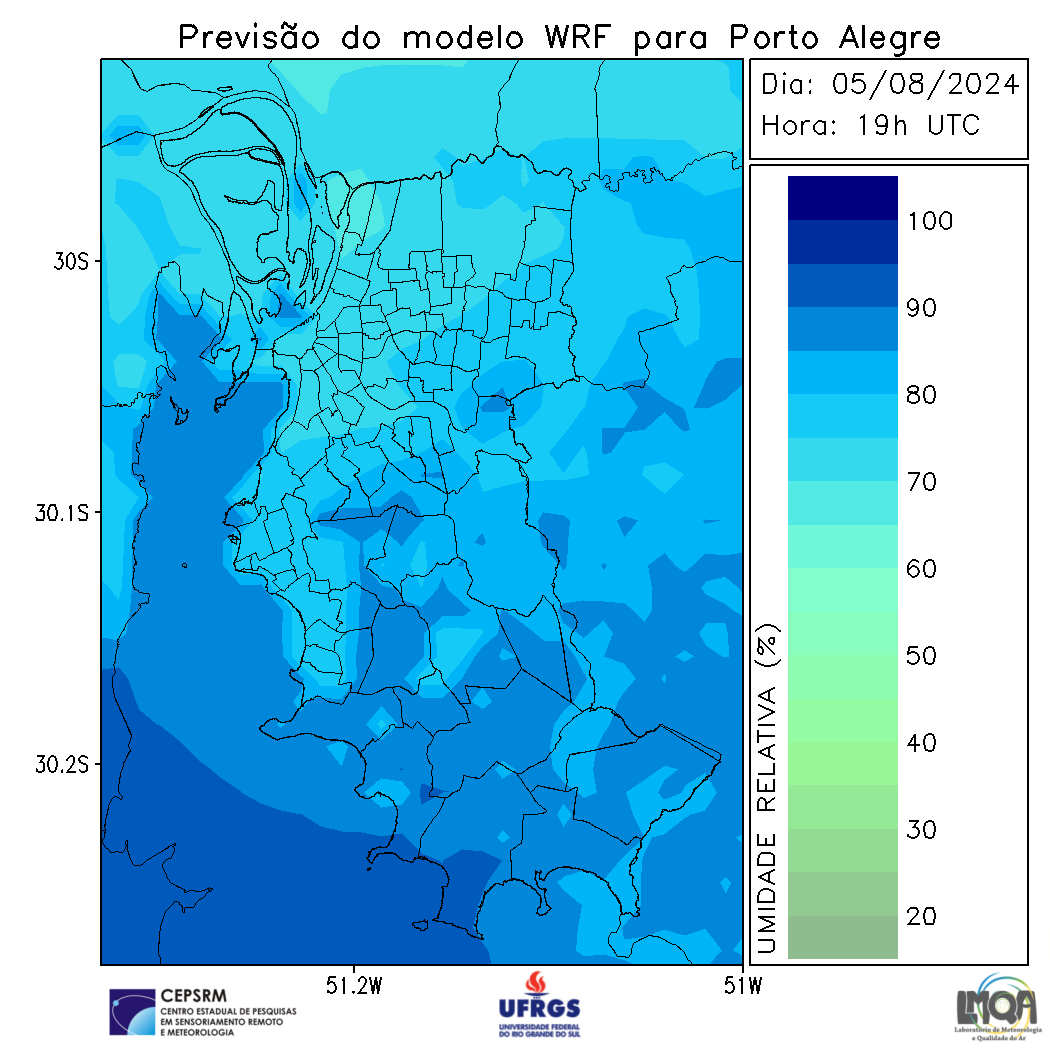 Previsão do modelo WRF para Porto Alegre
Dia: 05/08/2024
Hora: 19h UTC
100
90
80
70
60
50
40
30
20
UMIDADE RELATIVA (%)
30S
30.1S
30.2S
51.2W
51W
CEPSRM
CENTRO ESTADUAL DE PESQUISAS
EM SENSORIAMENTO REMOTO
E METEOROLOGIA
UFRGS
UNIVERSIDADE FEDERAL
DO RIO GRANDE DO SUL
LMQA
Laboratório de Meteorologia
e Qualidade do Ar